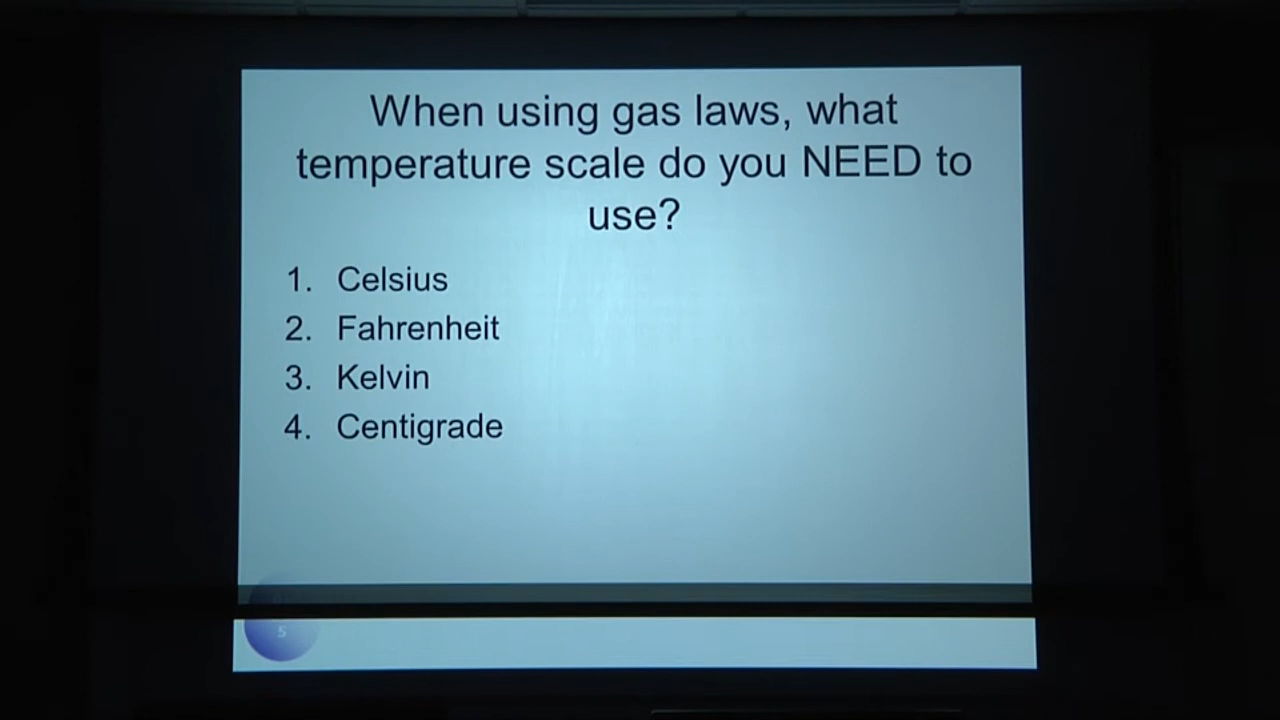 When using gas laws, what
temperature scale do you NEED to
use?
1. Celsius
2. Fahrenheit
3. Kelvin
4. Centigrade
5